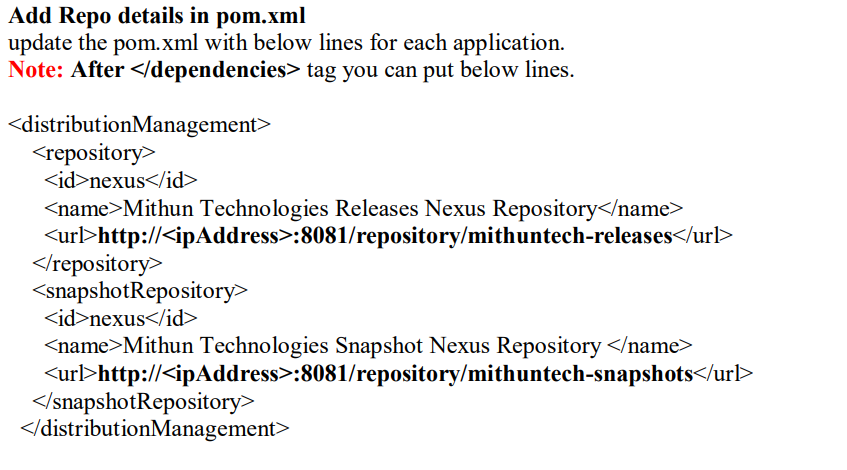 Add Repo details in pom.xml
update the pom.xml with below lines for each application.
Note: After </dependencies> tag you can put below lines.
<distributionManagement>
<repository>
<id>nexus</id>
<name>Mithun Technologies Releases Nexus Repository</name>
<url>http://<ipAddress>:8081/repository/mithuntech-releases</url>
</repository>
<snapshotRepository>
<id>nexus</id>
<name>Mithun Technologies Snapshot Nexus Repository </name>
<url>http://<ipAddress>:8081/repository/mithuntech-snapshots</url>
</snapshotRepository>
</distributionManagement>